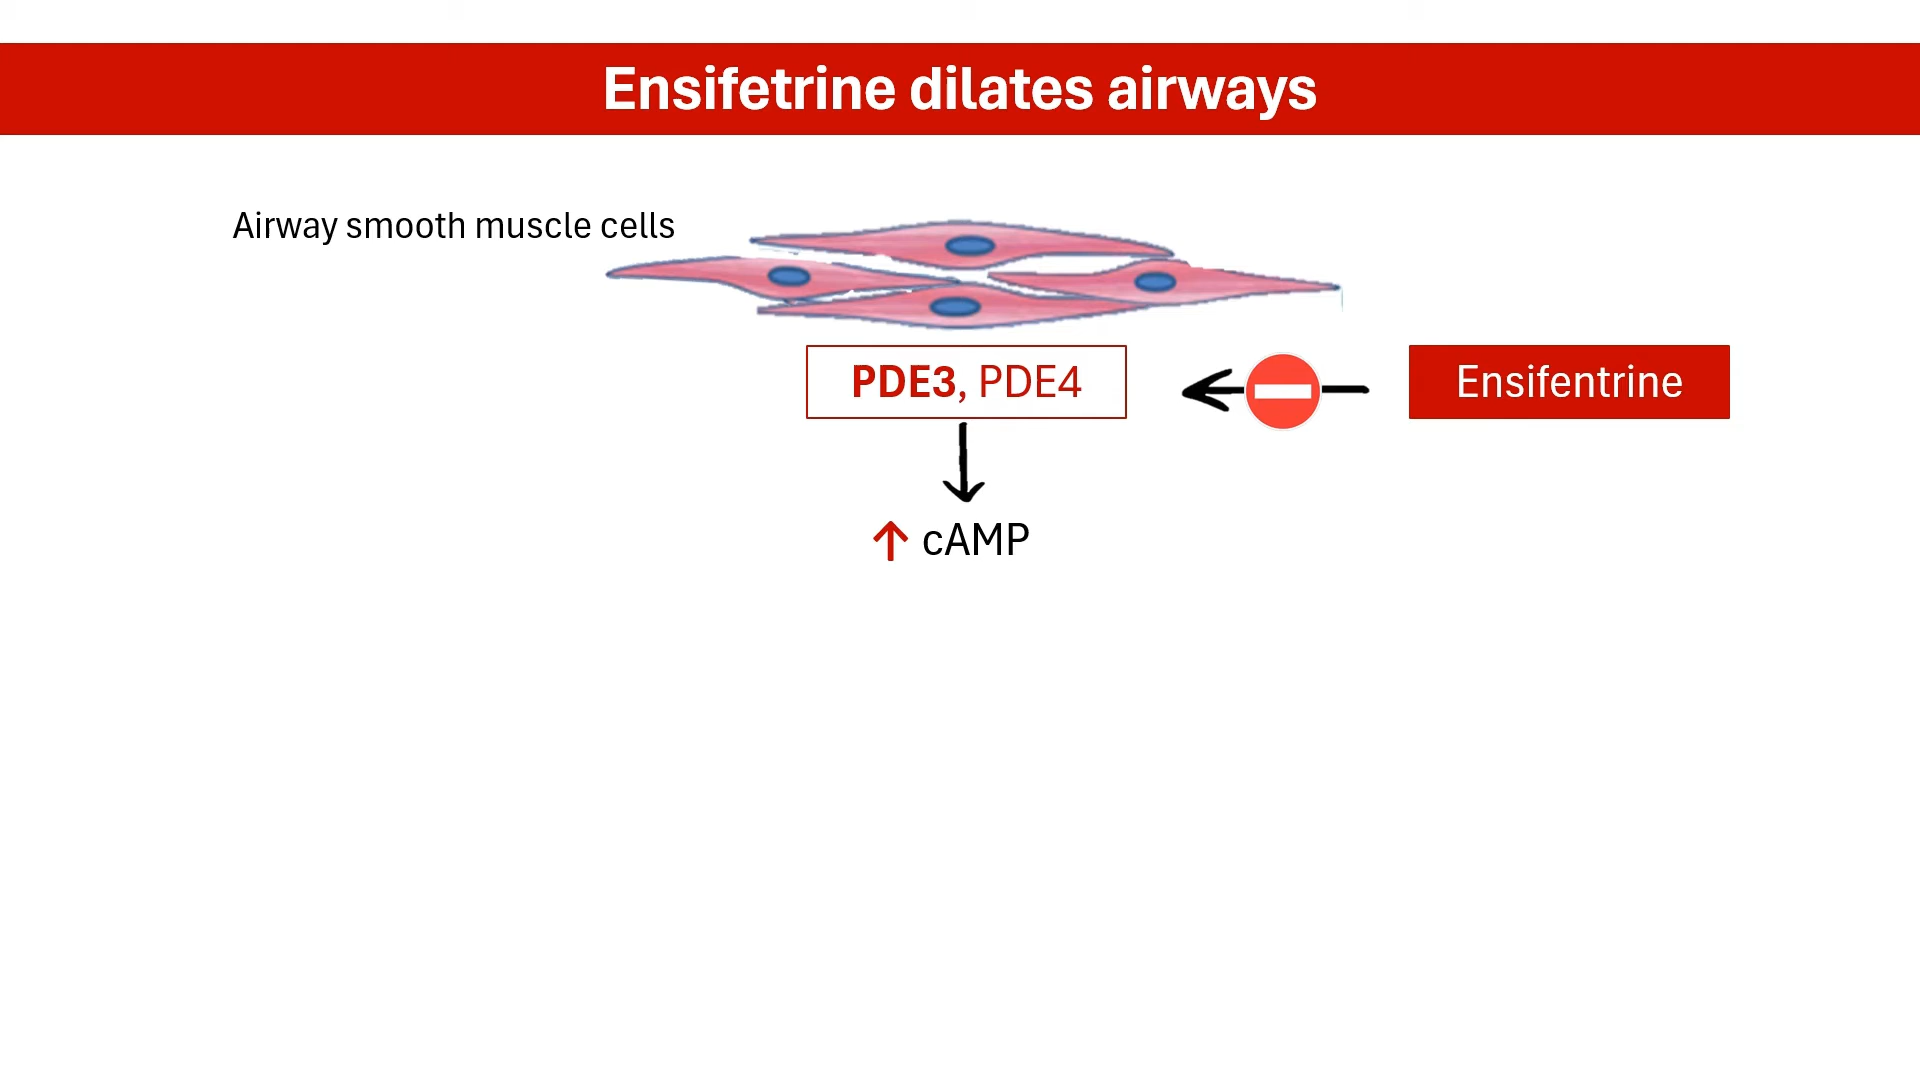 Ensifetrine dilates airways
Airway smooth muscle cells
PDE3, PDE4
Ensifentrine
↑ cAMP